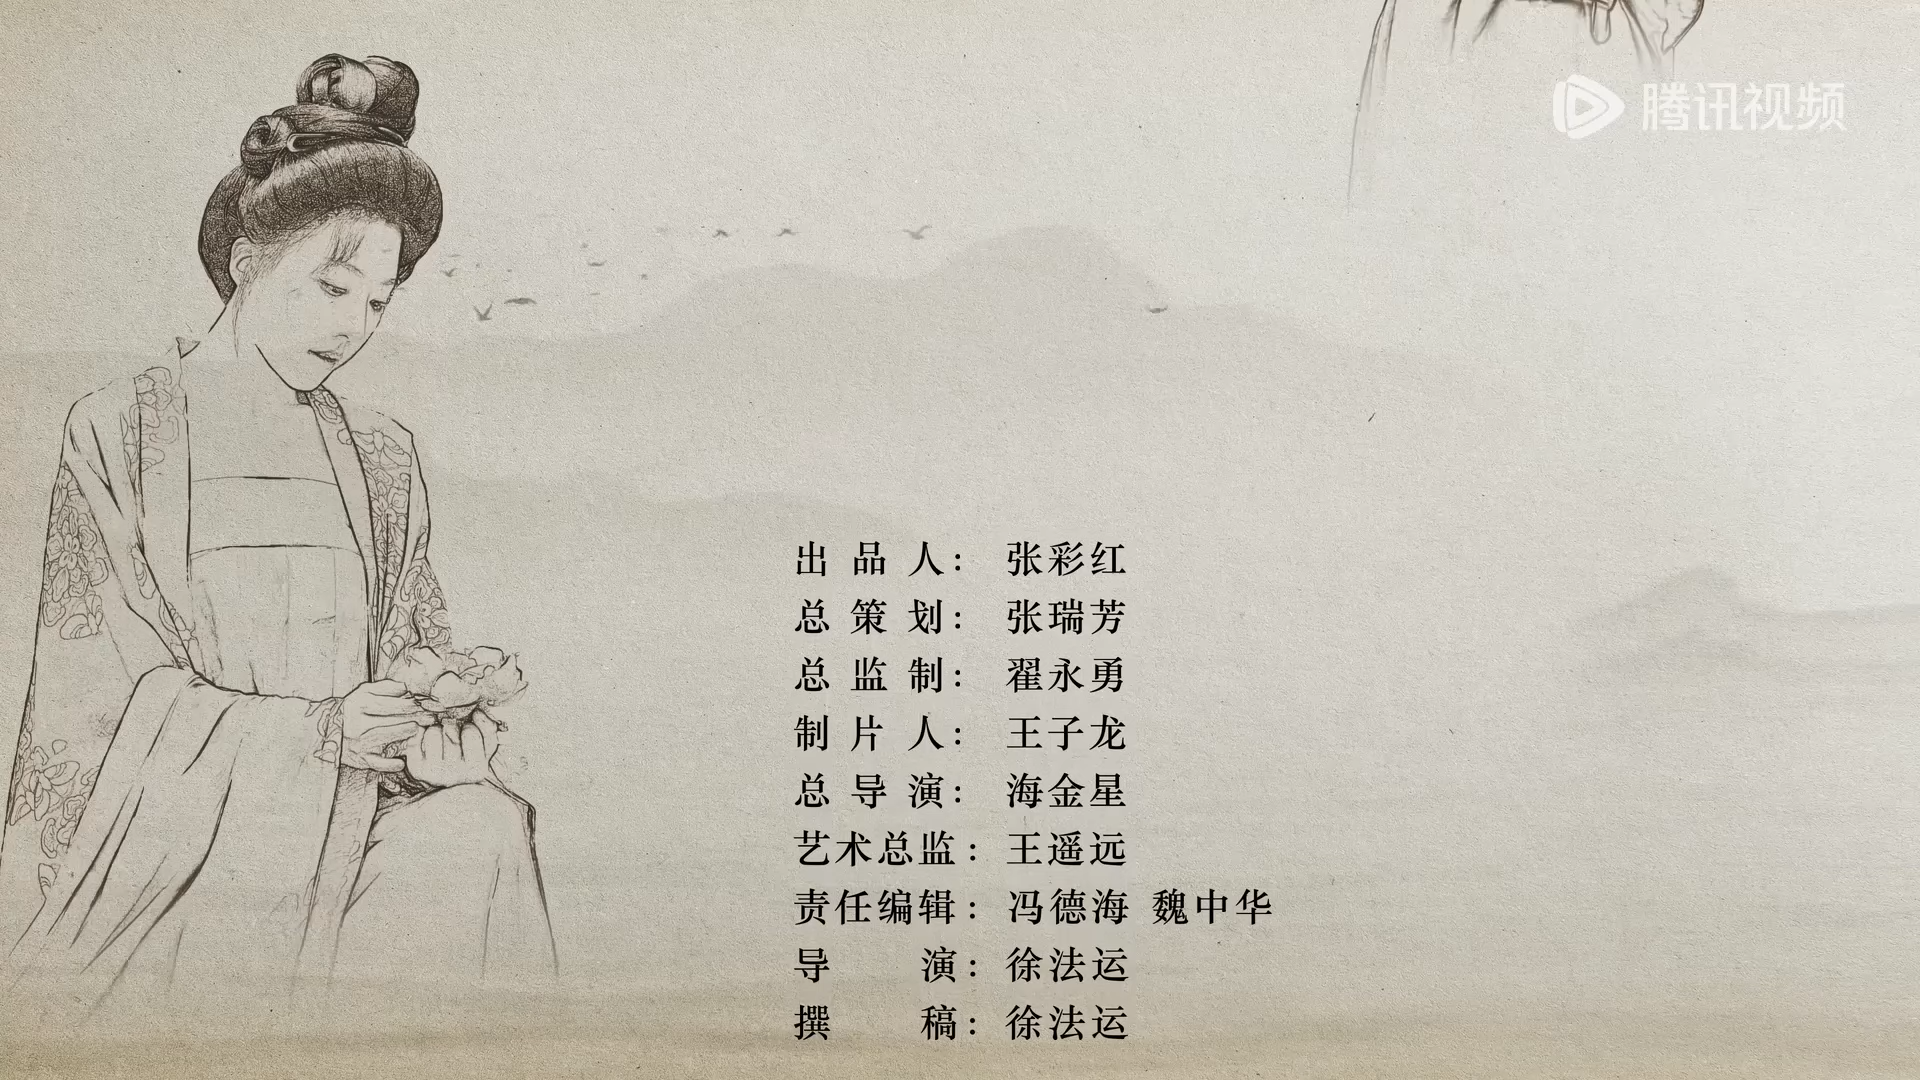 腾讯视频
出品人：张彩红
总策划：张瑞芳
总监制：翟永勇
制片人：王子龙
总导演：海金星
艺术总监：王遥远
责任编辑：冯德海 魏中华
导演：徐法运
撰稿：徐法运